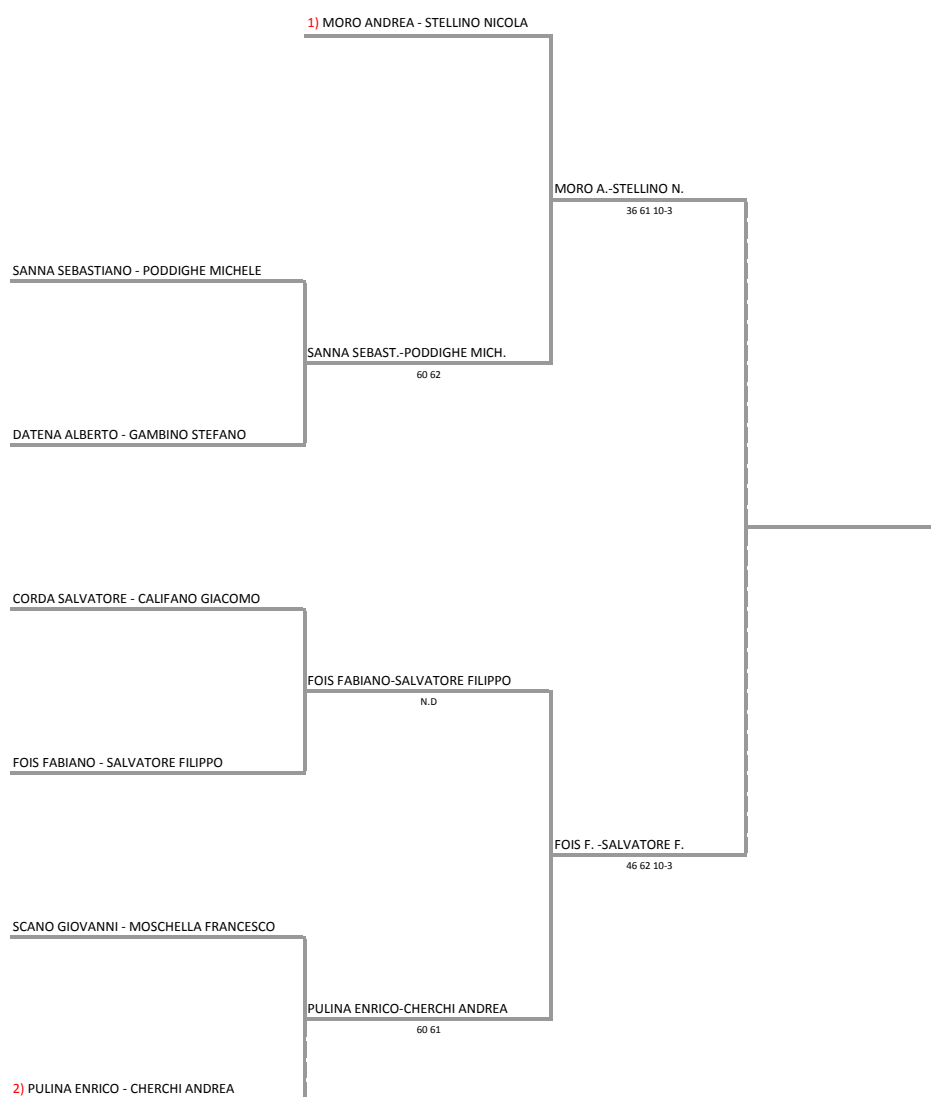 1) MORO ANDREA - STELLINO NICOLA
MORO A.-STELLINO N.
36 61 10-3
SANNA SEBASTIANO - PODDIGHE MICHELE
SANNA SEBAST.-PODDIGHE MICH.
60 62
DATENA ALBERTO - GAMBINO STEFANO
CORDA SALVATORE - CALIFANO GIACOMO
FOIS FABIANO-SALVATORE FILIPPO
N.D
FOIS FABIANO - SALVATORE FILIPPO
FOIS F. -SALVATORE F.
46 62 10-3
SCANO GIOVANNI - MOSCHELLA FRANCESCO
PULINA ENRICO-CHERCHI ANDREA
60 61
2) PULINA ENRICO - CHERCHI ANDREA